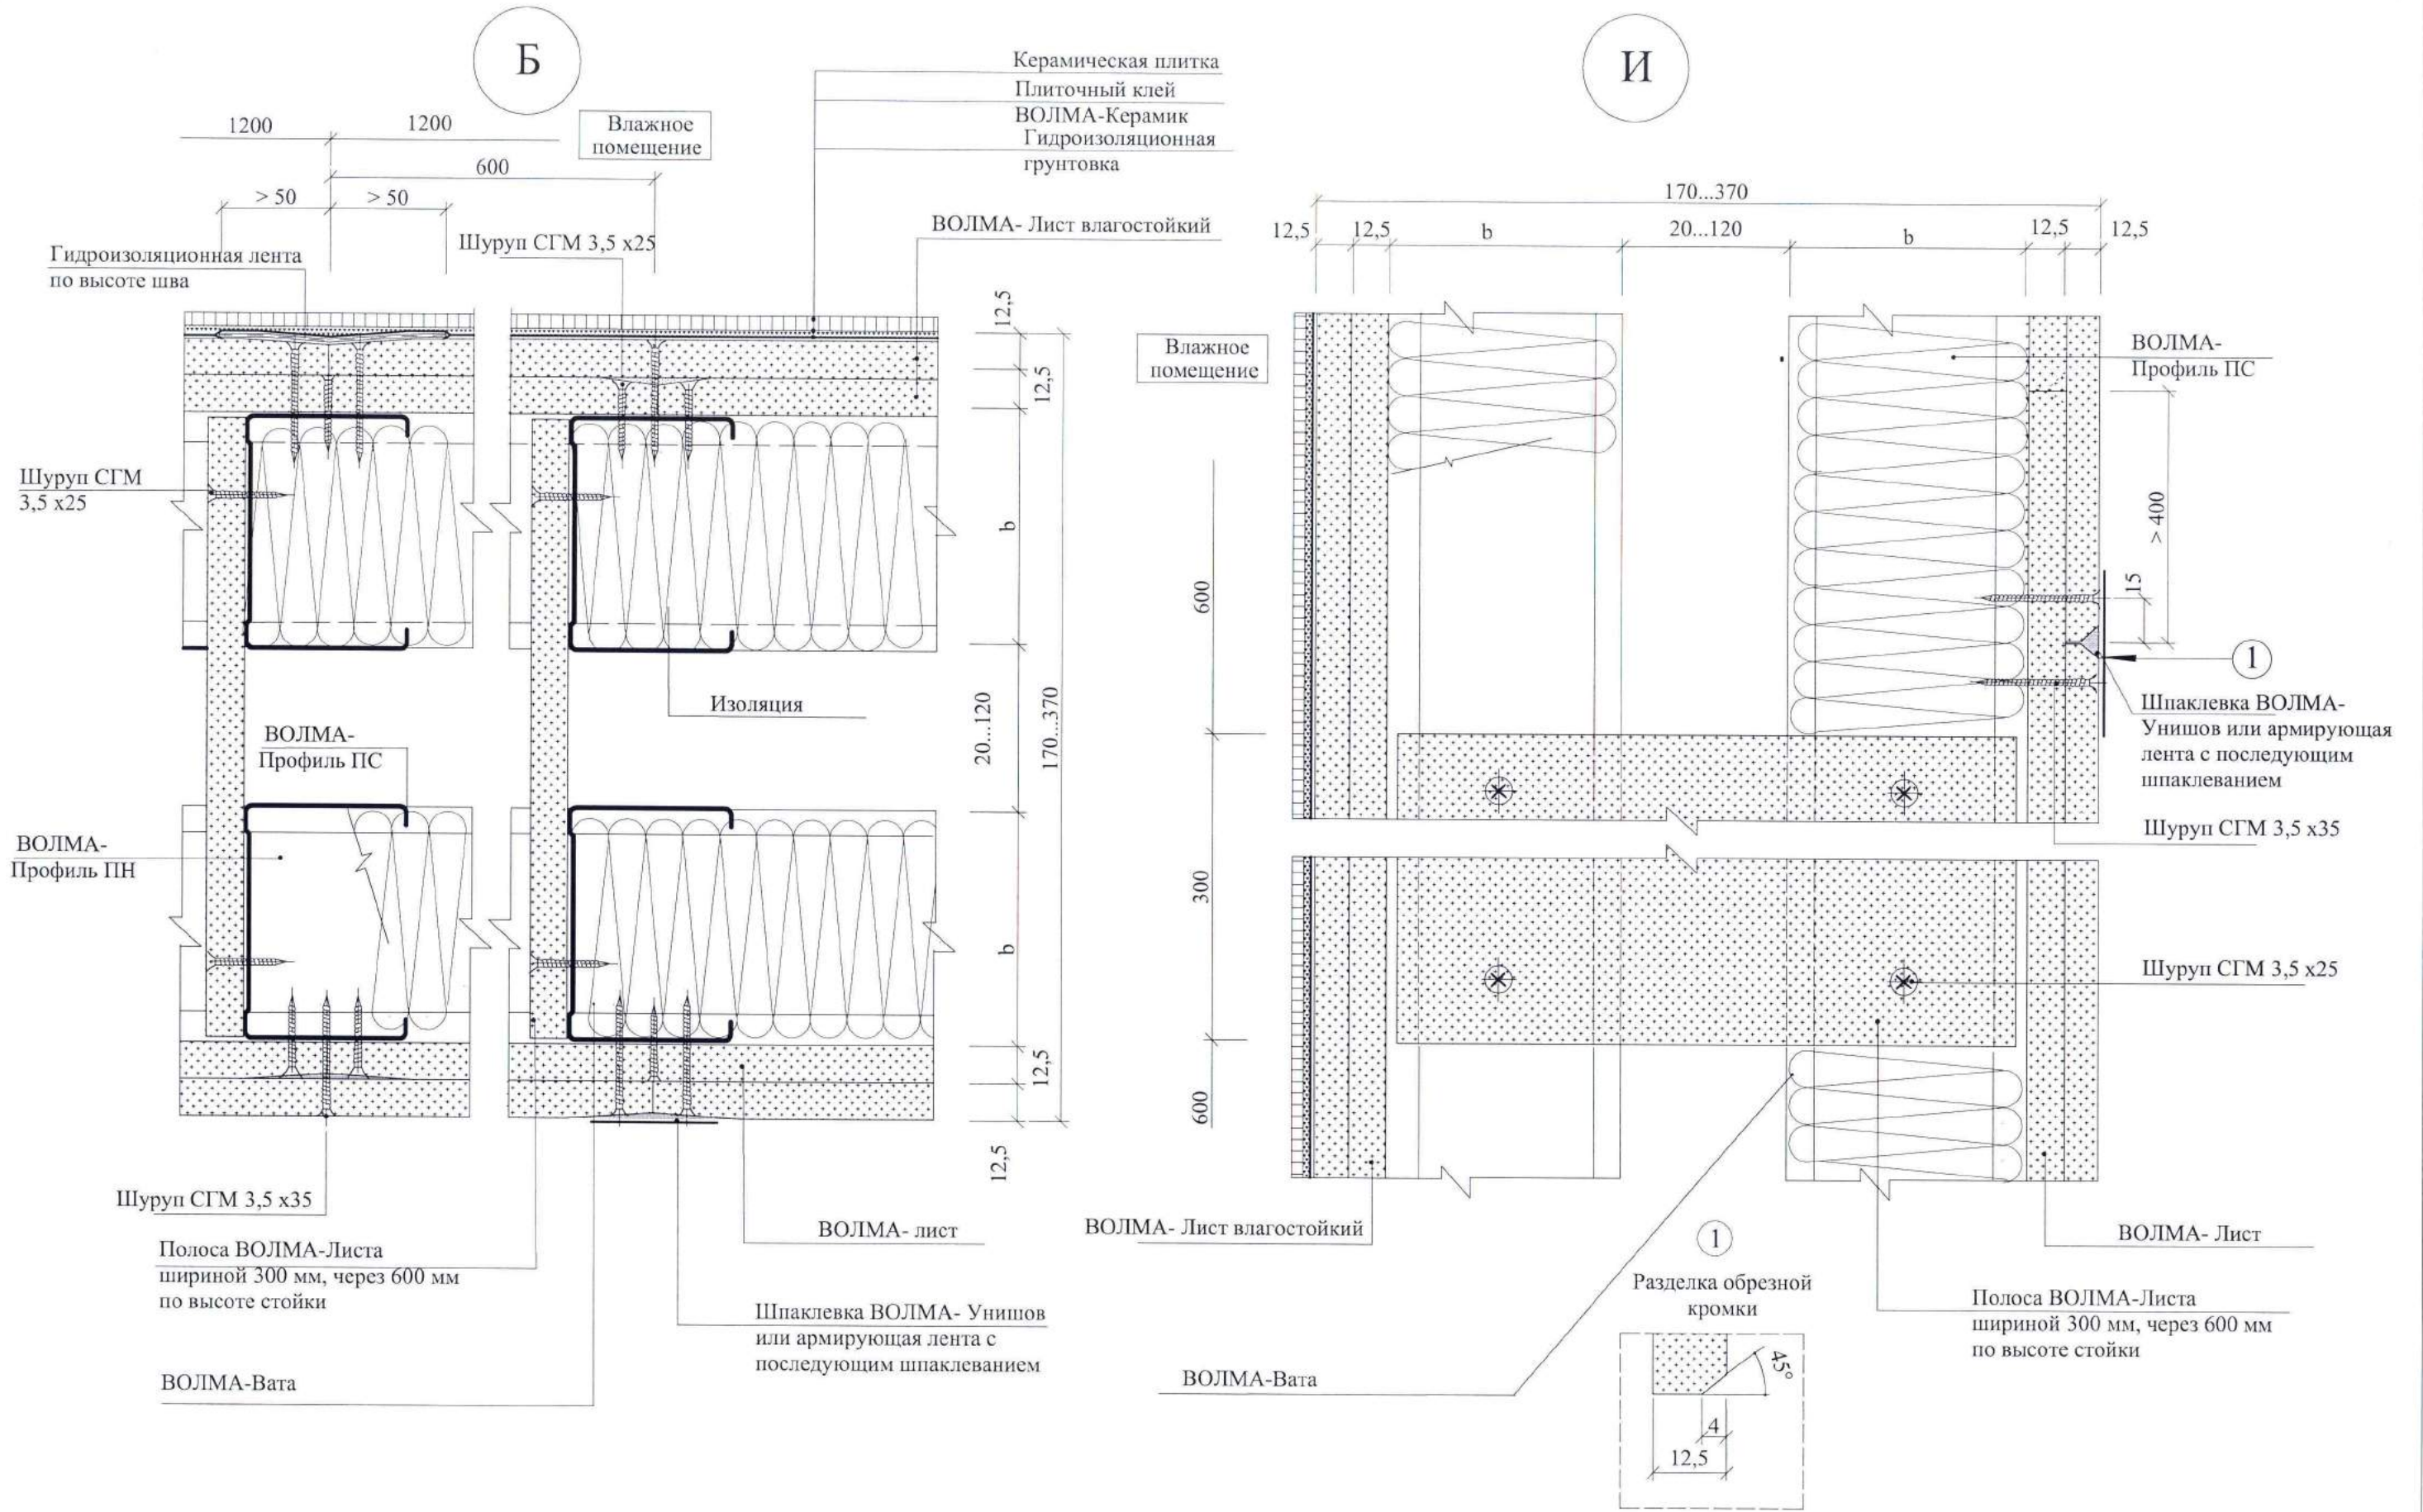 Б
1200
1200
Влажное
помещение
600
> 50
> 50
Керамическая плитка
Плиточный клей
ВОЛМА-Керамик
Гидроизоляционная
грунтовка
ВОЛМА- Лист влагостойкий
Шуруп СГМ 3,5 х25
Гидроизоляционная лента
по высоте шва
Шуруп СГМ
3,5 х25
12,5
12,5
b
20...120
170...370
b
12,5
12,5
Изоляция
ВОЛМА-
Профиль ПС
ВОЛМА-
Профиль ПН
Шуруп СГМ 3,5 х35
Полоса ВОЛМА-Листа
шириной 300 мм, через 600 мм
по высоте стойки
ВОЛМА-Вата
ВОЛМА- лист
Шпаклевка ВОЛМА- Унишов
или армирующая лента с
последующим шпаклеванием
И
170...370
12,5
12,5
b
20...120
b
12,5
12,5
Влажное
помещение
ВОЛМА-
Профиль ПС
> 400
15
1
600
300
600
Шпаклевка ВОЛМА-
Унишов или армирующая
лента с последующим
шпаклеванием
Шуруп СГМ 3,5 х35
Шуруп СГМ 3,5 х25
ВОЛМА- Лист влагостойкий
ВОЛМА- Лист
Полоса ВОЛМА-Листа
шириной 300 мм, через 600 мм
по высоте стойки
ВОЛМА-Вата
1
Разделка обрезной
кромки
45°
4
12,5